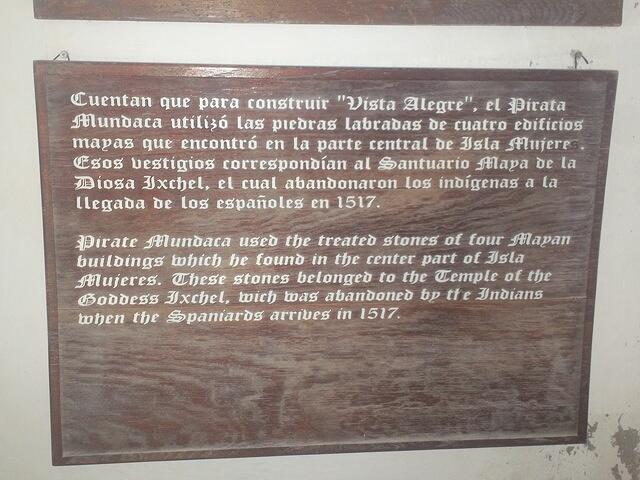 Cuentan que para construir "Vista Alegre", el Pirata
Mundaca utilizó las piedras labradas de cuatro edificios
mayas que encontró en la parte central de Isla Mujeres.
Esos vestigios correspondían al Santuario Maya de la
Diosa Ixchel, el cual abandonaron los indígenas a la
llegada de los españoles en 1517.
Pirate Mundaca used the treated stones of four Mayan
buildings which he found in the center part of Isla
Mujeres. These stones belonged to the Temple of the
Goddess Ixchel, wich was abandoned by the Indians
when the Spaniards arrives in 1517.